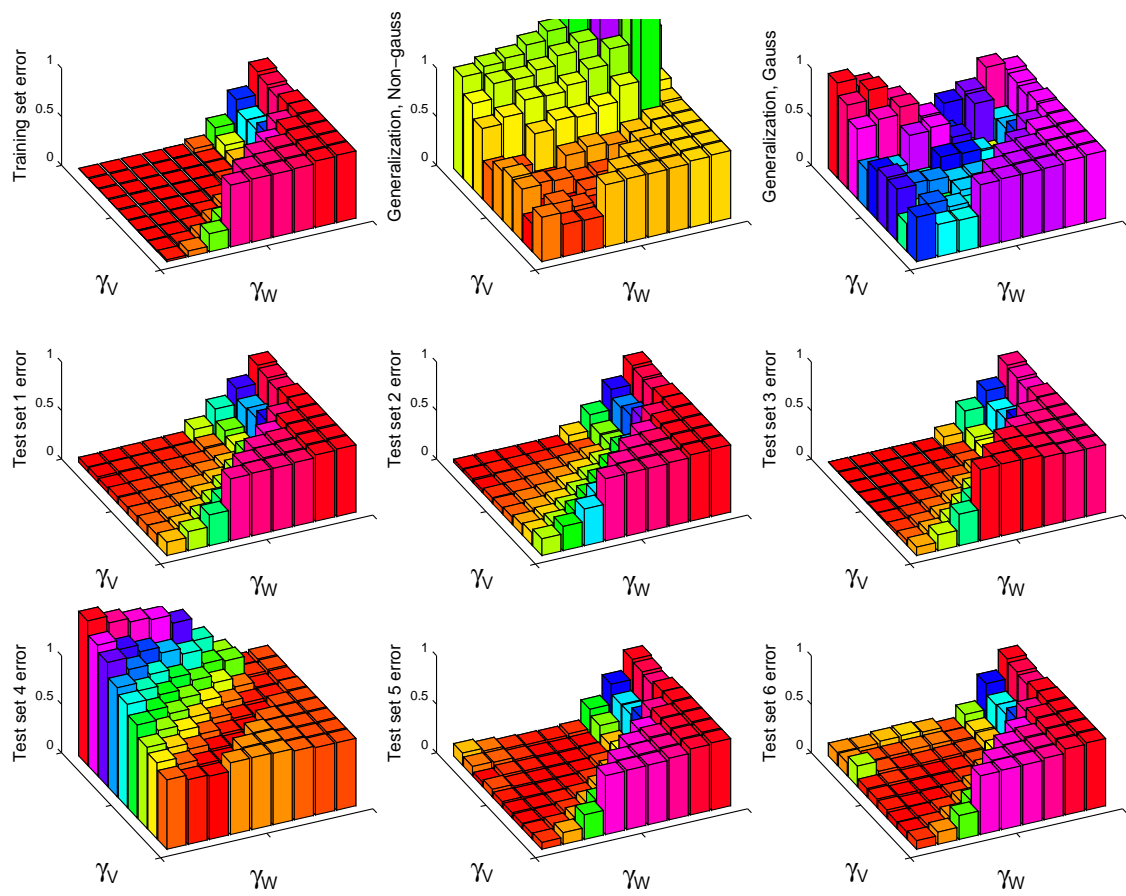 Training set error
1
0.5
0
γV
γW
Generalization, Non−gauss
1
0.5
0
γV
γW
Generalization, Gauss
1
0.5
0
γV
γW
Test set 1 error
1
0.5
0
γV
γW
Test set 2 error
1
0.5
0
γV
γW
Test set 3 error
1
0.5
0
γV
γW
Test set 4 error
1
0.5
0
γV
γW
Test set 5 error
1
0.5
0
γV
γW
Test set 6 error
1
0.5
0
γV
γW